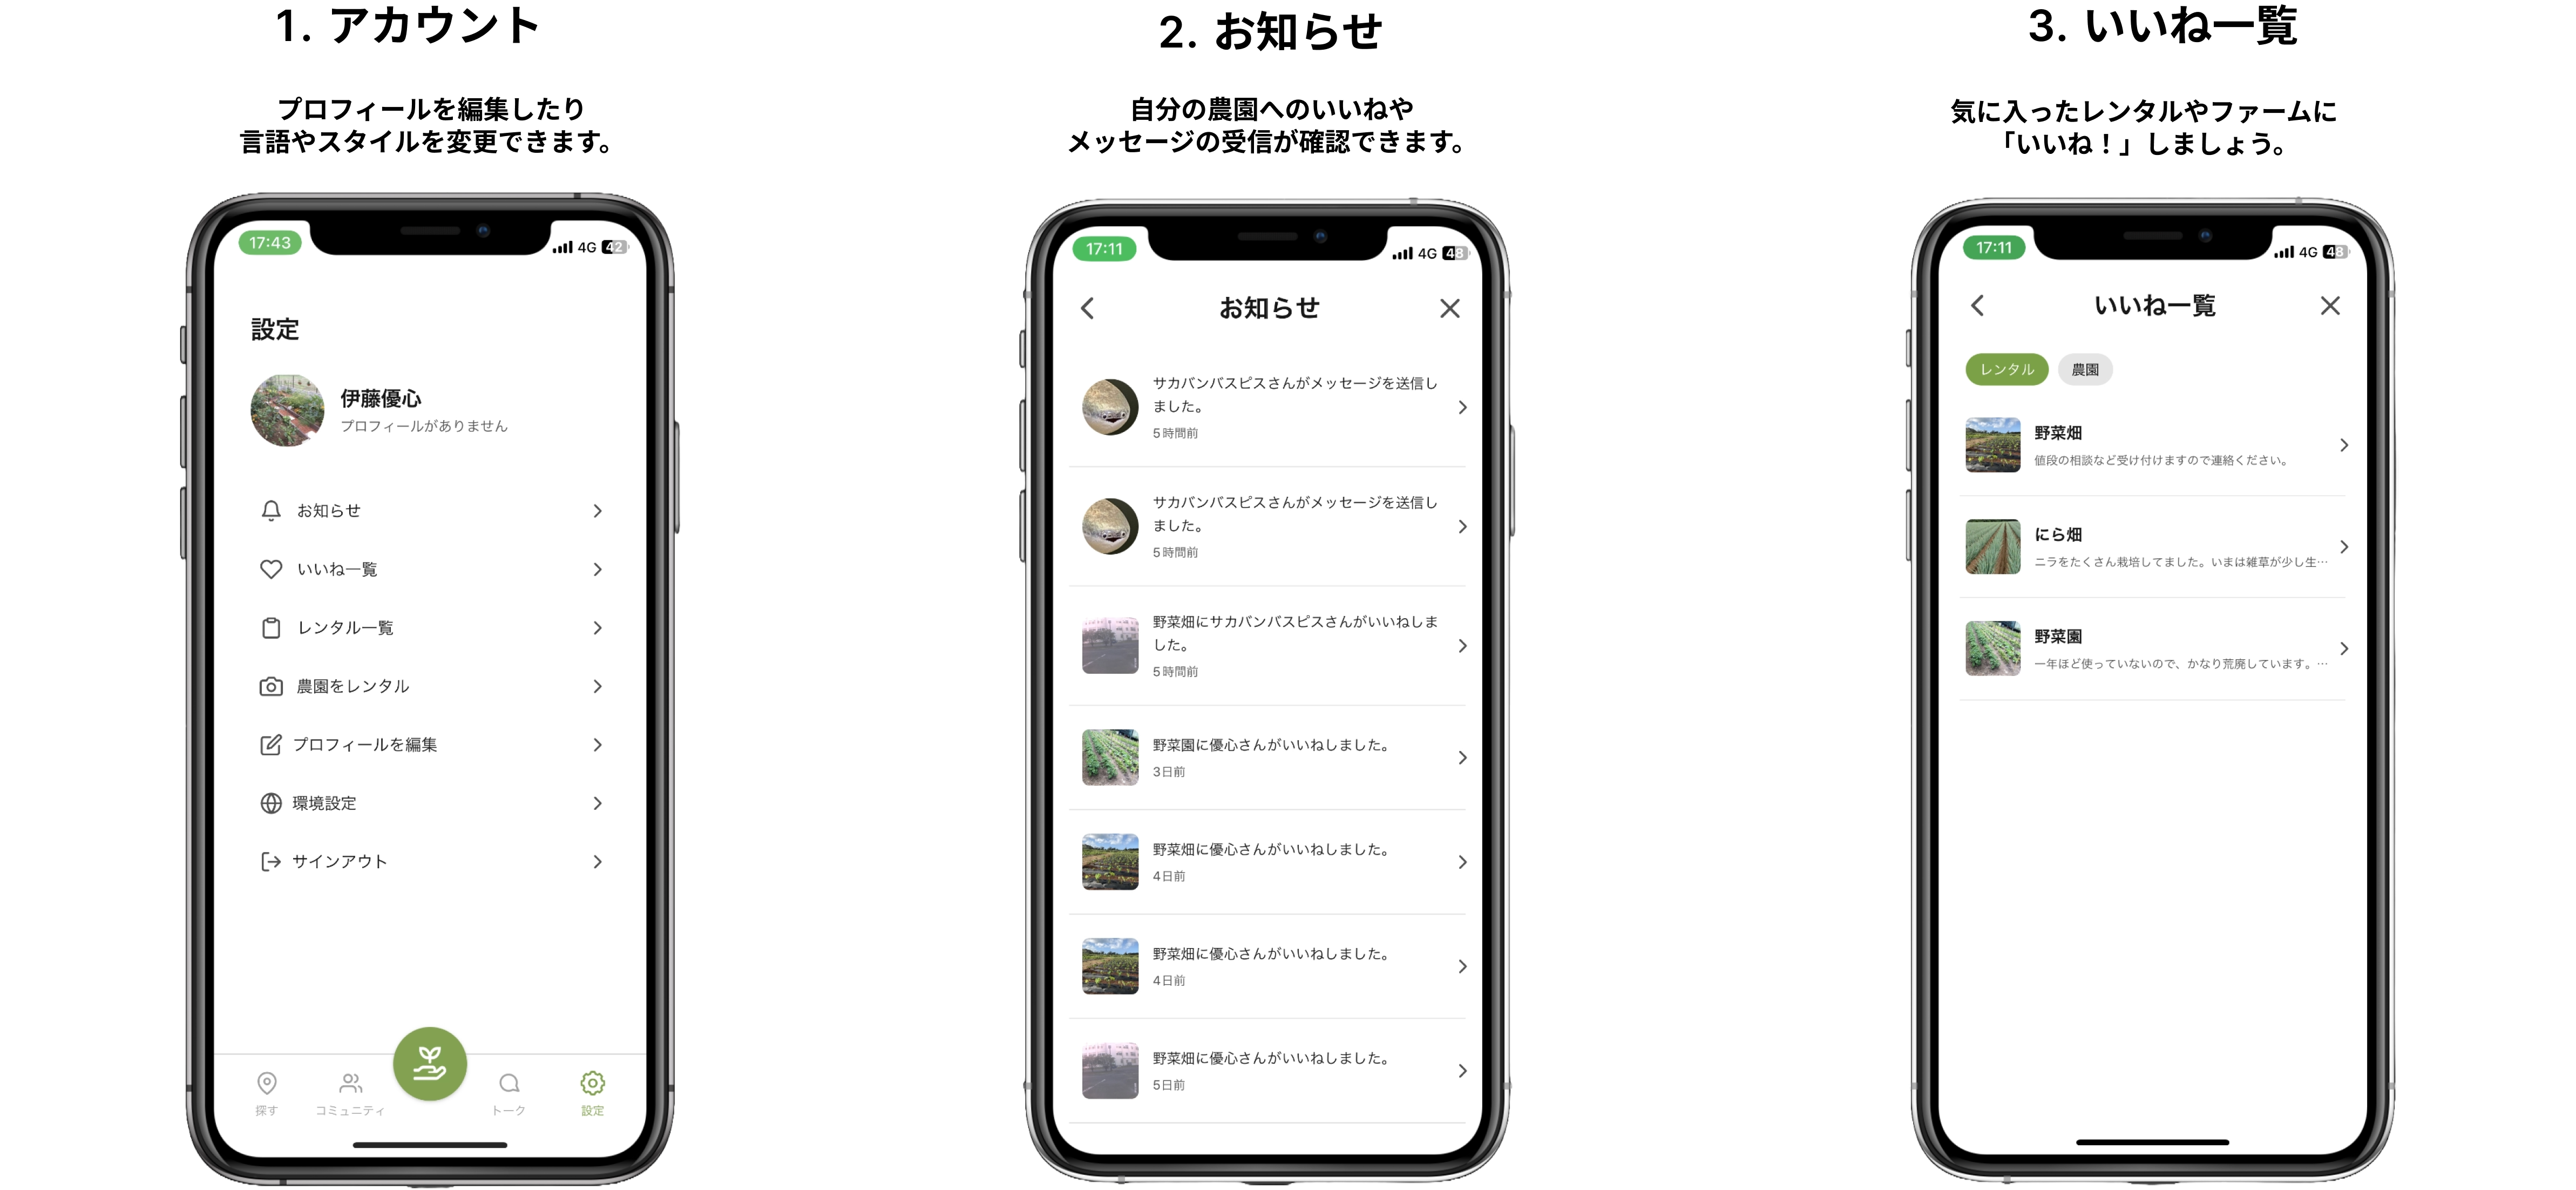 1. アカウント
プロフィールを編集したり
言語やスタイルを変更できます。
17:43
4G 42
設定
伊藤優心
プロフィールがありません
お知らせ
いいね一覧
レンタル一覧
農園をレンタル
プロフィールを編集
環境設定
サインアウト
探す
コミュニティ
トーク
設定
2. お知らせ
自分の農園へのいいねや
メッセージの受信が確認できます。
17:11
4G 48
お知らせ
サカバンバスピスさんがメッセージを送信し
ました。
5時間前
サカバンバスピスさんがメッセージを送信し
ました。
5時間前
野菜畑にサカバンバスピスさんがいいねしま
した。
5時間前
野菜園に優心さんがいいねしました。
3日前
野菜畑に優心さんがいいねしました。
4日前
野菜畑に優心さんがいいねしました。
4日前
野菜畑に優心さんがいいねしました。
5日前
3. いいね一覧
気に入ったレンタルやファームに
「いいね！」しましょう。
17:11
4G 48
いいね一覧
レンタル
農園
野菜畑
値段の相談など受け付けますので連絡ください。
にら畑
ニラをたくさん栽培してました。いまは雑草が少し生…
野菜園
一年ほど使っていないので、かなり荒廃しています。…